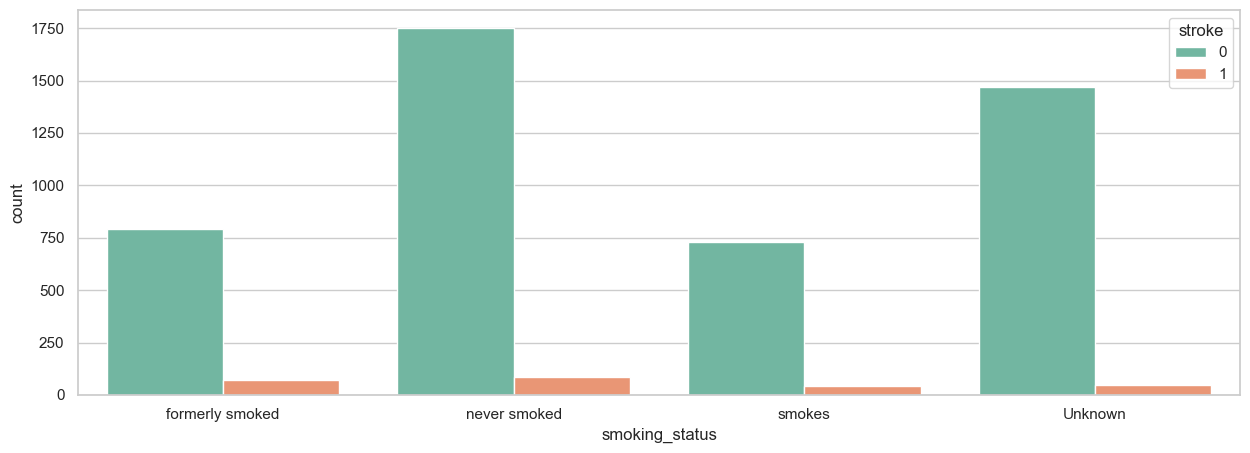 1750
1500
1250
1000
750
500
250
0
count
formerly smoked
never smoked
smokes
Unknown
smoking_status
stroke
0
1